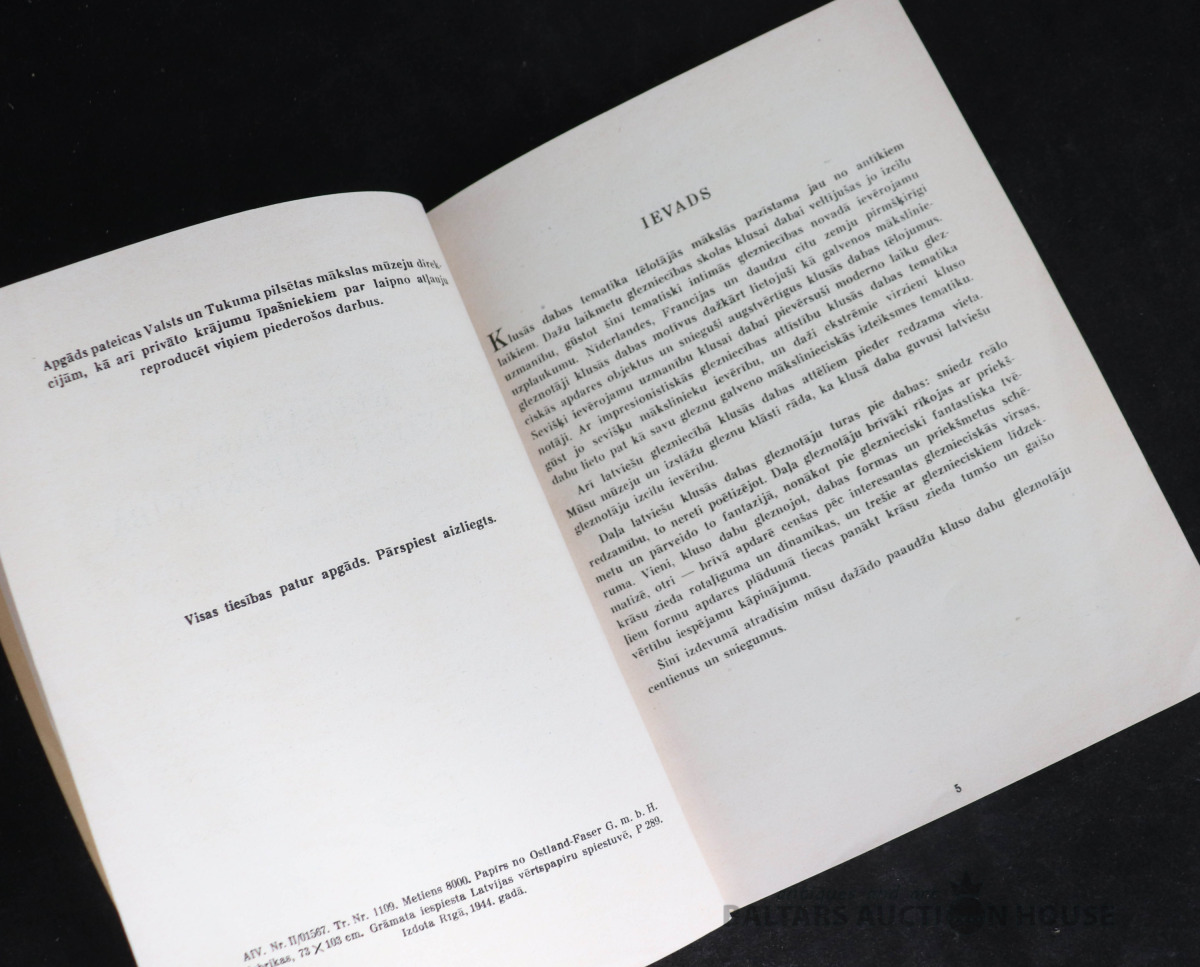 Apgāds pateicas Valsts un Tukuma pilsētas mākslas mūzeju direk-
cijām, kā arī privāto krājumu īpašniekiem par laipno atļauju
reproducēt viņiem piederošos darbus.
Visas tiesības patur apgāds. Pārspiest aizliegts.
AIV. Nr. II/01567. Tr. Nr. 1109. Metiens 8000. Papīrs no Ostland-Faser G. m. b. H.
fabrikas, 73 × 103 cm. Grāmata iespiesta Latvijas vērtspapīru spiestuvē, P 289.
Izdota Rīgā, 1944. gadā.
IEVADS
Klusās dabas tematika tēlotājās mākslās pazīstama jau no antīkiem
laikiem. Dažu laikmetu glezniecības skolas klusai dabai veltījušas jo izcilu
uzmanību, gūstot šinī tematiski intīmās glezniecības novadā ievērojamu
uzplaukumu. Nīderlandes, Francijas un daudzu citu zemju pirmšķirīgi
gleznotāji klusās dabas motīvus dažkārt lietojuši kā galvenos mākslinie-
ciskās apdares objektus un snieguši augstvērtīgus klusās dabas tēlojumus.
Sevišķi ievērojamu uzmanību klusai dabai pievērsuši moderno laiku glez-
notāji. Ar impresionistiskās glezniecības attīstību klusās dabas tematika
gūst jo sevišķu mākslinieku ievērību, un daži ekstrēmie virzieni kluso
dabu lieto pat kā savu gleznu galveno mākslinieciskās izteiksmes tematiku.
Arī latviešu glezniecībā klusās dabas attēliem pieder redzama vieta.
Mūsu mūzeju un izstāžu gleznu klāsti rāda, ka klusā daba guvusi latviešu
gleznotāju izcilu ievērību.
Daļa latviešu klusās dabas gleznotāju turas pie dabas: sniedz reālo
redzamību, to nereti poētizējot. Daļa gleznotāju brīvāki rīkojas ar priekš-
metu un pārveido to fantazijā, nonākot pie glezniecisķi fantastiska tvē-
ruma. Vieni, kluso dabu gleznojot, dabas formas un priekšmetus schē-
matizē, otri — brīvā apdarē cenšas pēc interesantas glezniecisķās virsas,
krāsu zieda rotaļīguma un dinamikas, un trešie ar glezniecisķiem līdzek-
ļiem formu apdares plūdumā tiecas panākt krāsu zieda tumšo un gaišo
vērtību iespējamu kāpinājumu.
Šinī izdevumā atradīsim mūsu dažādo paaudžu kluso dabu gleznotāju
centienus un sniegumus.
5
BALTARS AUCTION HOUSE